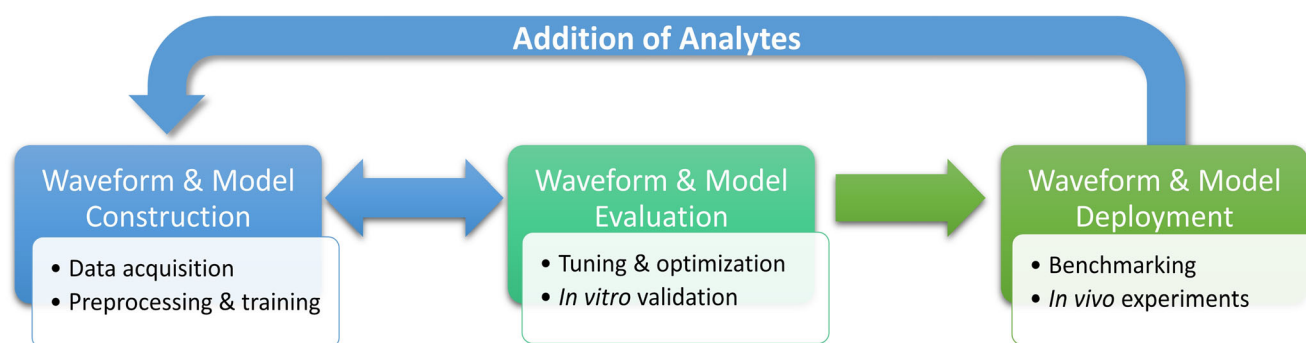 Addition of Analytes
Waveform & Model
Construction
• Data acquisition
• Preprocessing & training
Waveform & Model
Evaluation
• Tuning & optimization
• In vitro validation
Waveform & Model
Deployment
• Benchmarking
• In vivo experiments